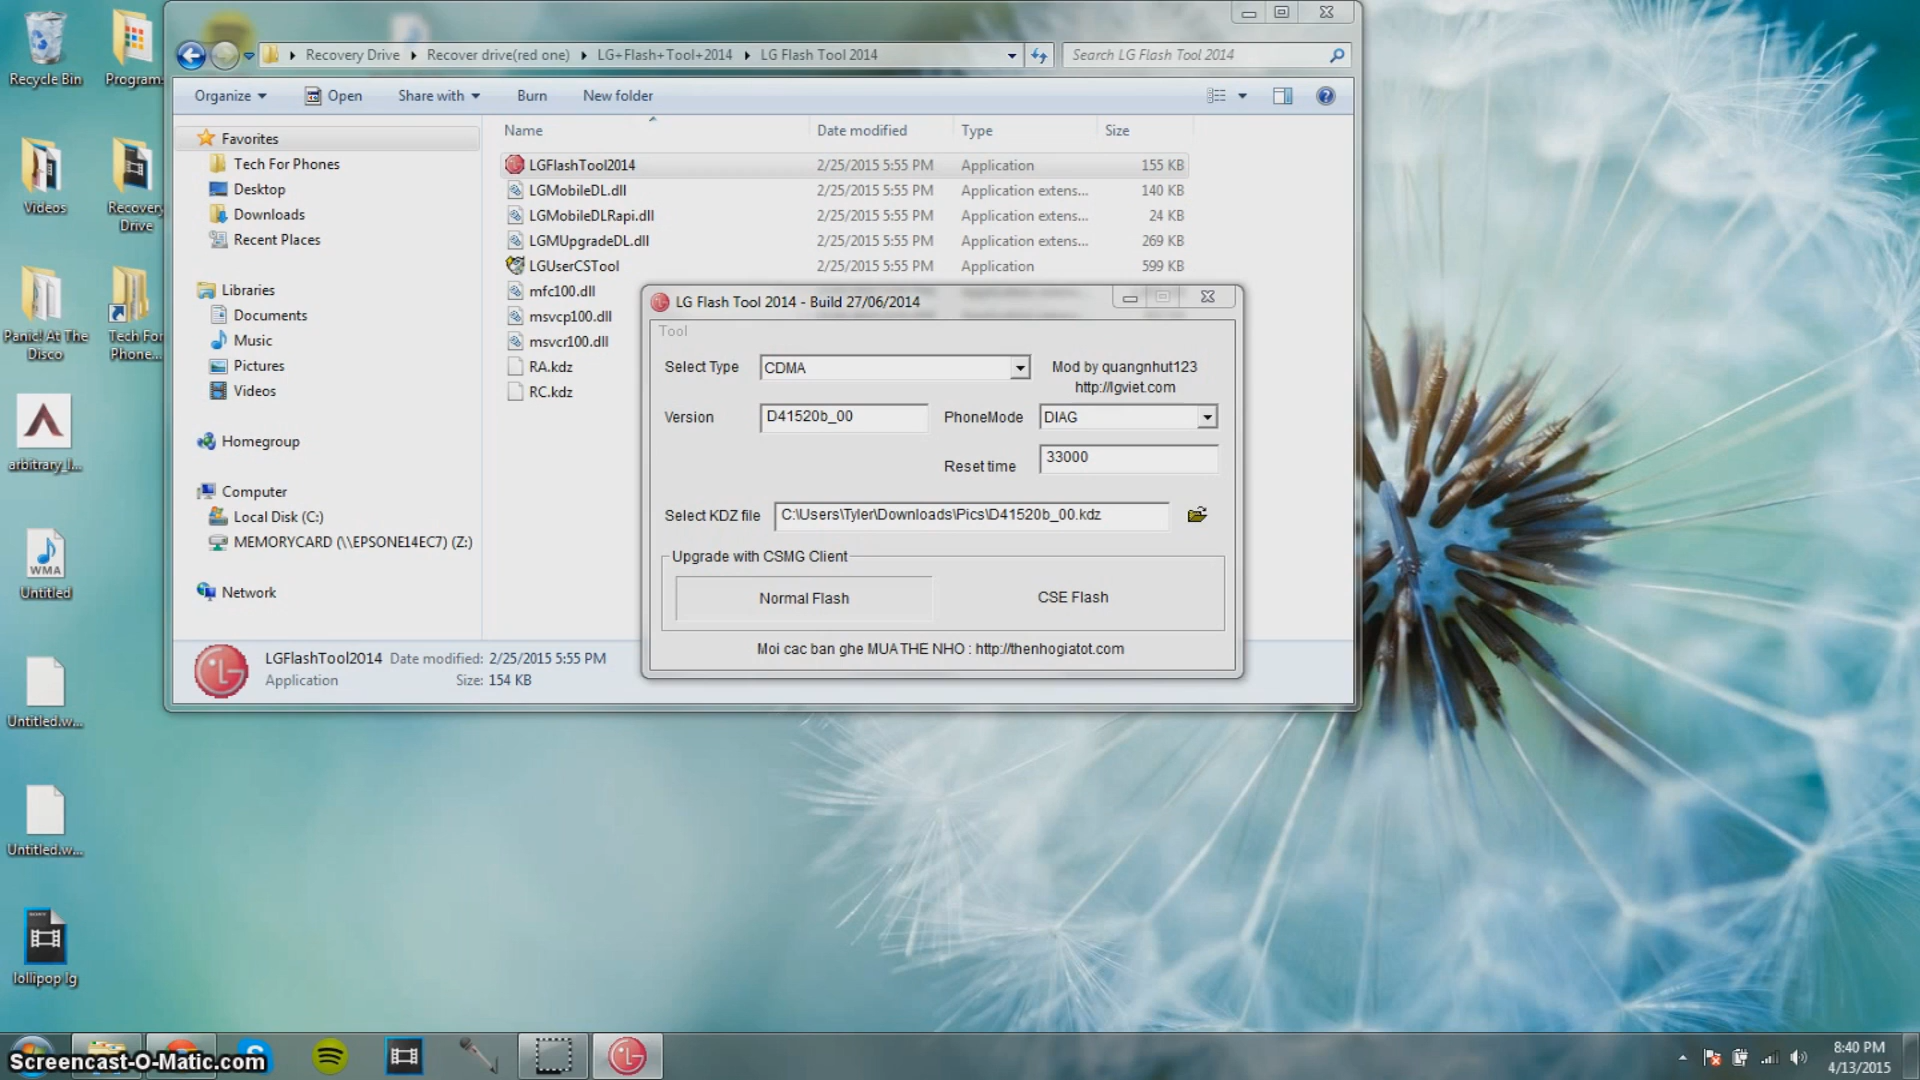 Recycle Bin
Programs
Videos
Recovery
Drive
Panic! At The
Disco
Tech For
Phone...
arbitrary_l...
WMA
Untitled
Untitled.w...
Untitled.w...
SONY
lollipop lg
Recovery Drive
Recover drive(red one)
LG+Flash+Tool+2014
LG Flash Tool 2014
Search LG Flash Tool 2014
Organize
Open
Share with
Burn
New folder
Favorites
Tech For Phones
Desktop
Downloads
Recent Places
Libraries
Documents
Music
Pictures
Videos
Homegroup
Computer
Local Disk (C:)
MEMORYCARD (\\EPSONE14EC7) (Z:)
Network
Name Date modified Type Size
LGFlashTool2014 2/25/2015 5:55 PM Application 155 KB
LGMobileDL.dll 2/25/2015 5:55 PM Application extens... 140 KB
LGMobileDLRapi.dll 2/25/2015 5:55 PM Application extens... 24 KB
LGMUpgradeDL.dll 2/25/2015 5:55 PM Application extens... 269 KB
LGUserCSTool 2/25/2015 5:55 PM Application 599 KB
mfc100.dll
msvcp100.dll
msvcr100.dll
RA.kdz
RC.kdz
LGFlashTool2014 Date modified: 2/25/2015 5:55 PM
Application Size: 154 KB
LG Flash Tool 2014 - Build 27/06/2014
Tool
Select Type CDMA Mod by quangnhut123
http://lgviet.com
Version D41520b_00 PhoneMode DIAG
Reset time 33000
Select KDZ file C:\Users\Tyler\Downloads\Pics\D41520b_00.kdz
Upgrade with CSMG Client
Normal Flash CSE Flash
Moi cac ban ghe MUA THE NHO : http://thenhogiatot.com
Screencast-O-Matic.com
8:40 PM
4/13/2015